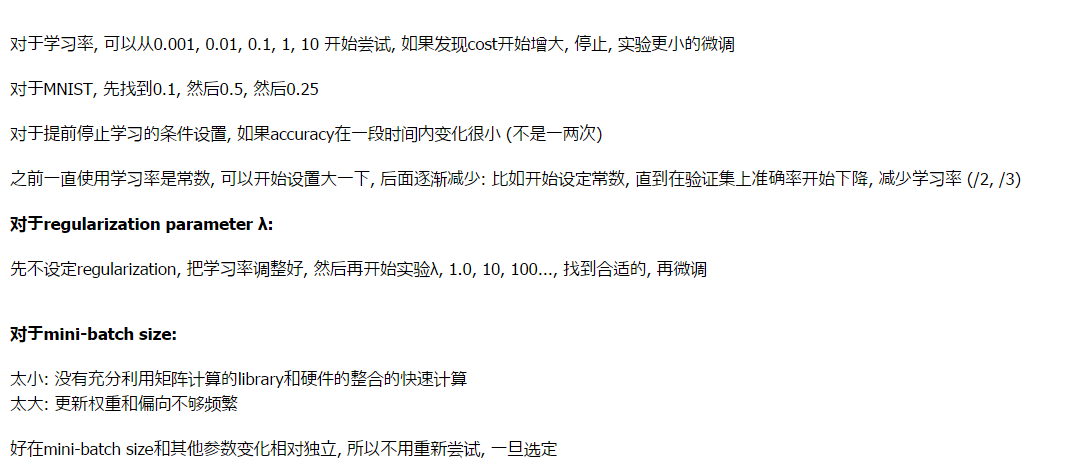 对于学习率, 可以从0.001, 0.01, 0.1, 1, 10 开始尝试, 如果发现cost开始增大, 停止, 实验更小的微调
对于MNIST, 先找到0.1, 然后0.5, 然后0.25
对于提前停止学习的条件设置, 如果accuracy在一段时间内变化很小 (不是一两次)
之前一直使用学习率是常数, 可以开始设置大一下, 后面逐渐减少: 比如开始设定常数, 直到在验证集上准确率开始下降, 减少学习率 (/2, /3)
对于regularization parameter λ:
先不设定regularization, 把学习率调整好, 然后再开始实验λ, 1.0, 10, 100..., 找到合适的, 再微调
对于mini-batch size:
太小: 没有充分利用矩阵计算的library和硬件的整合的快速计算
太大: 更新权重和偏向不够频繁
好在mini-batch size和其他参数变化相对独立, 所以不用重新尝试, 一旦选定